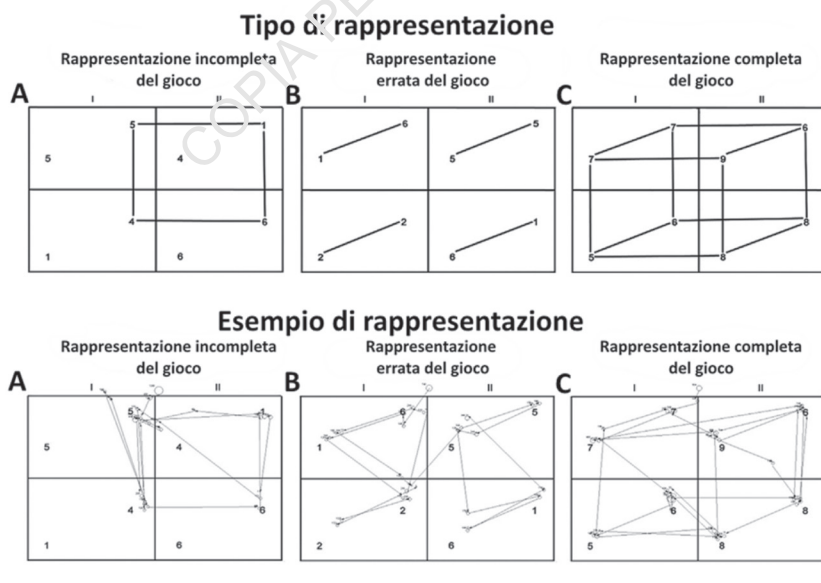 Tipo di rappresentazione
COPIA PE
Rappresentazione incompleta
del gioco
A
I II
5 1
5 4
4 6
1 6
Rappresentazione
errata del gioco
B
I II
6 5
1 5
2 1
2 6
Rappresentazione completa
del gioco
C
I II
7 6
7 9
6 8
5 8
Esempio di rappresentazione
Rappresentazione incompleta
del gioco
A
I II
5 1
5 4
4 6
1 6
Rappresentazione
errata del gioco
B
I II
6 5
1 5
2 1
2 6
Rappresentazione completa
del gioco
C
I II
7 6
7 9
6 8
5 8